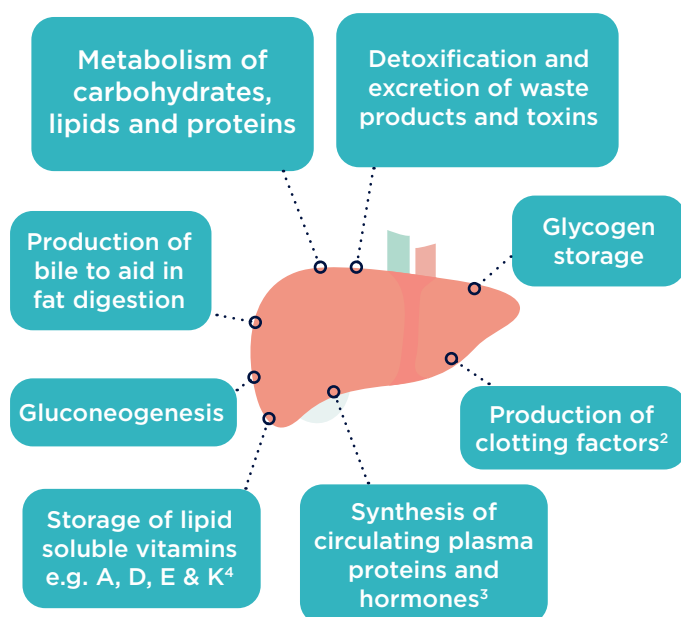 Metabolism of
carbohydrates,
lipids and proteins
Detoxification and
excretion of waste
products and toxins
Production of
bile to aid in
fat digestion
Glycogen
storage
Gluconeogenesis
Production of
clotting factors²
Storage of lipid
soluble vitamins
e.g. A, D, E & K⁴
Synthesis of
circulating plasma
proteins and
hormones³